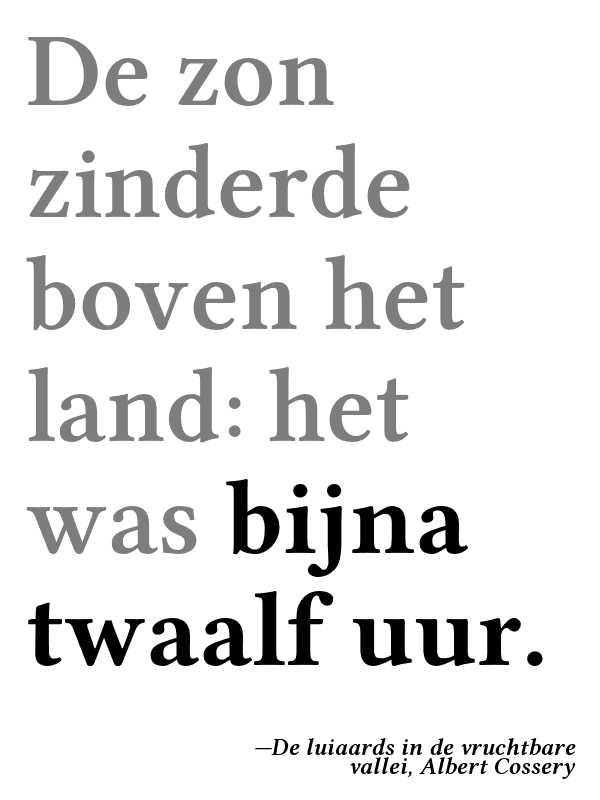 De zon
zinderde
boven het
land: het
was bijna
twaalf uur.
—De luiaards in de vruchtbare
vallei, Albert Cossery